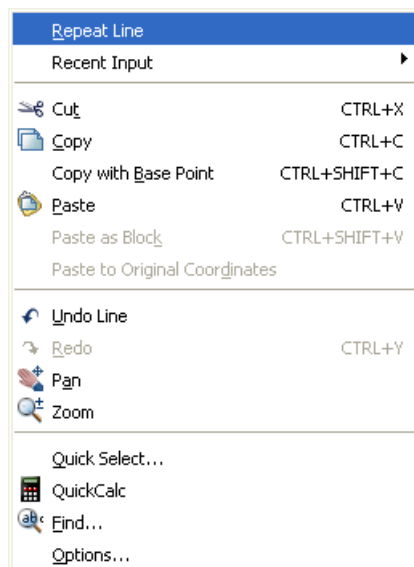 Repeat Line
Recent Input
Cut CTRL+X
Copy CTRL+C
Copy with Base Point CTRL+SHIFT+C
Paste CTRL+V
Paste as Block CTRL+SHIFT+V
Paste to Original Coordinates
Undo Line
Redo CTRL+Y
Pan
Zoom
Quick Select...
QuickCalc
abc Find...
Options...